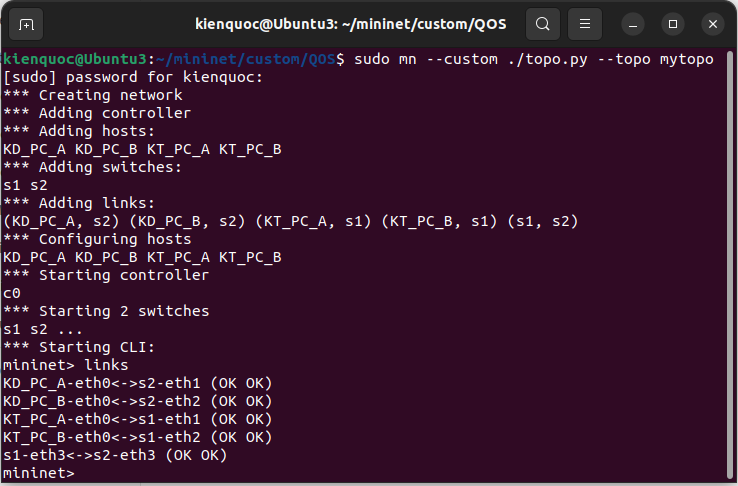 kienquoc@Ubuntu3: ~/mininet/custom/QOS
kienquoc@Ubuntu3:~/mininet/custom/QOS$ sudo mn --custom ./topo.py --topo mytopo
[sudo] password for kienquoc:
*** Creating network
*** Adding controller
*** Adding hosts:
KD_PC_A KD_PC_B KT_PC_A KT_PC_B
*** Adding switches:
s1 s2
*** Adding links:
(KD_PC_A, s2) (KD_PC_B, s2) (KT_PC_A, s1) (KT_PC_B, s1) (s1, s2)
*** Configuring hosts
KD_PC_A KD_PC_B KT_PC_A KT_PC_B
*** Starting controller
c0
*** Starting 2 switches
s1 s2 ...
*** Starting CLI:
mininet> links
KD_PC_A-eth0<->s2-eth1 (OK OK)
KD_PC_B-eth0<->s2-eth2 (OK OK)
KT_PC_A-eth0<->s1-eth1 (OK OK)
KT_PC_B-eth0<->s1-eth2 (OK OK)
s1-eth3<->s2-eth3 (OK OK)
mininet>